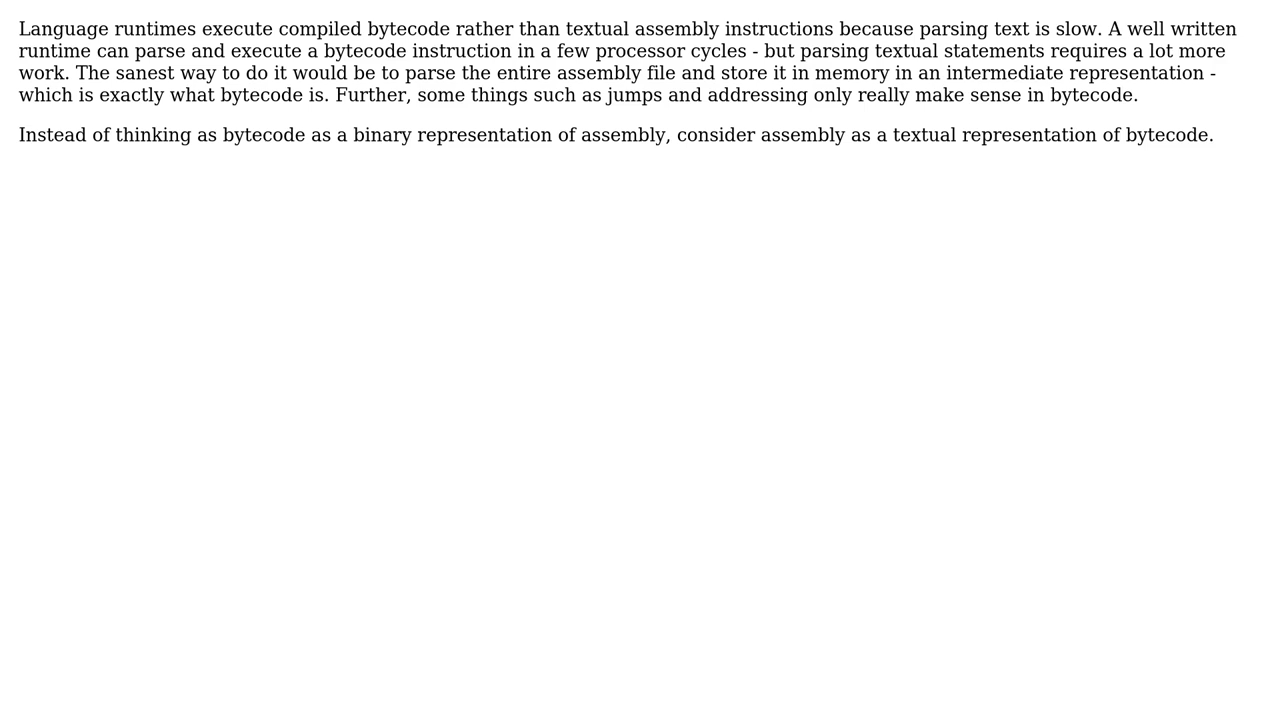 Language runtimes execute compiled bytecode rather than textual assembly instructions because parsing text is slow. A well written
runtime can parse and execute a bytecode instruction in a few processor cycles - but parsing textual statements requires a lot more
work. The sanest way to do it would be to parse the entire assembly file and store it in memory in an intermediate representation -
which is exactly what bytecode is. Further, some things such as jumps and addressing only really make sense in bytecode.
Instead of thinking as bytecode as a binary representation of assembly, consider assembly as a textual representation of bytecode.